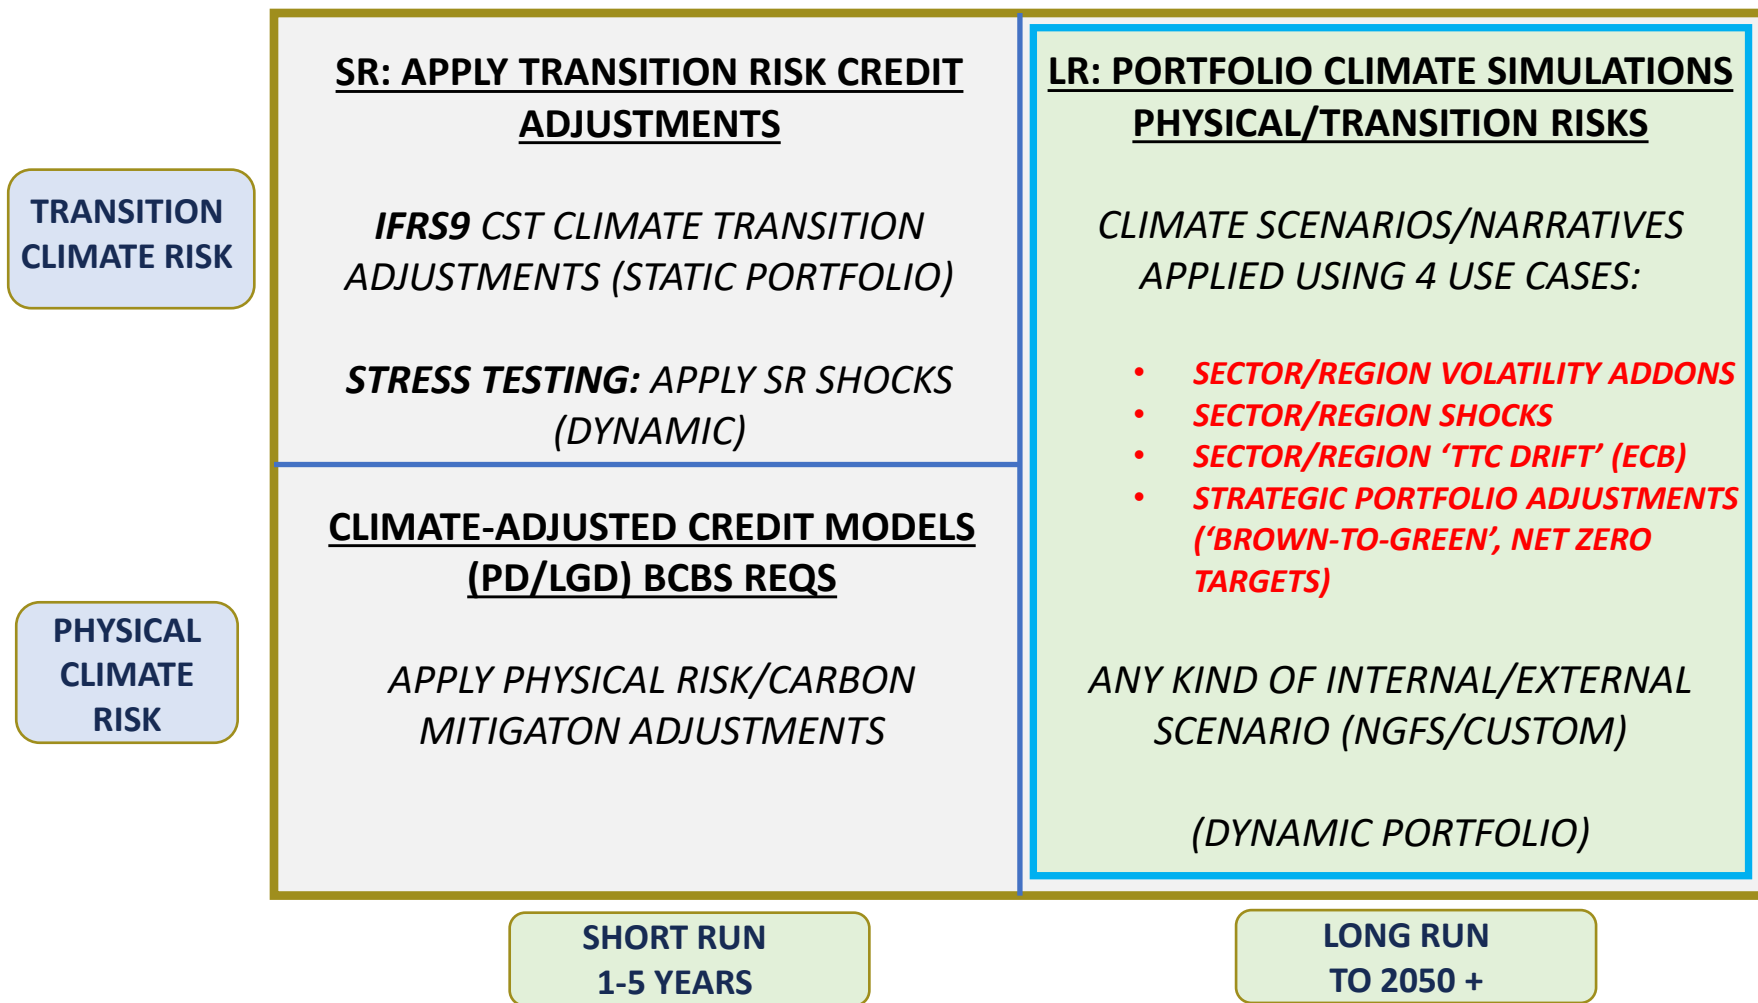 TRANSITION
CLIMATE RISK
PHYSICAL
CLIMATE
RISK
SR: APPLY TRANSITION RISK CREDIT
ADJUSTMENTS
IFRS9 CST CLIMATE TRANSITION
ADJUSTMENTS (STATIC PORTFOLIO)
STRESS TESTING: APPLY SR SHOCKS
(DYNAMIC)
CLIMATE-ADJUSTED CREDIT MODELS
(PD/LGD) BCBS REQS
APPLY PHYSICAL RISK/CARBON
MITIGATON ADJUSTMENTS
LR: PORTFOLIO CLIMATE SIMULATIONS
PHYSICAL/TRANSITION RISKS
CLIMATE SCENARIOS/NARRATIVES
APPLIED USING 4 USE CASES:
• SECTOR/REGION VOLATILITY ADDONS
• SECTOR/REGION SHOCKS
• SECTOR/REGION ‘TTC DRIFT’ (ECB)
• STRATEGIC PORTFOLIO ADJUSTMENTS
(‘BROWN-TO-GREEN’, NET ZERO
TARGETS)
ANY KIND OF INTERNAL/EXTERNAL
SCENARIO (NGFS/CUSTOM)
(DYNAMIC PORTFOLIO)
SHORT RUN
1-5 YEARS
LONG RUN
TO 2050 +